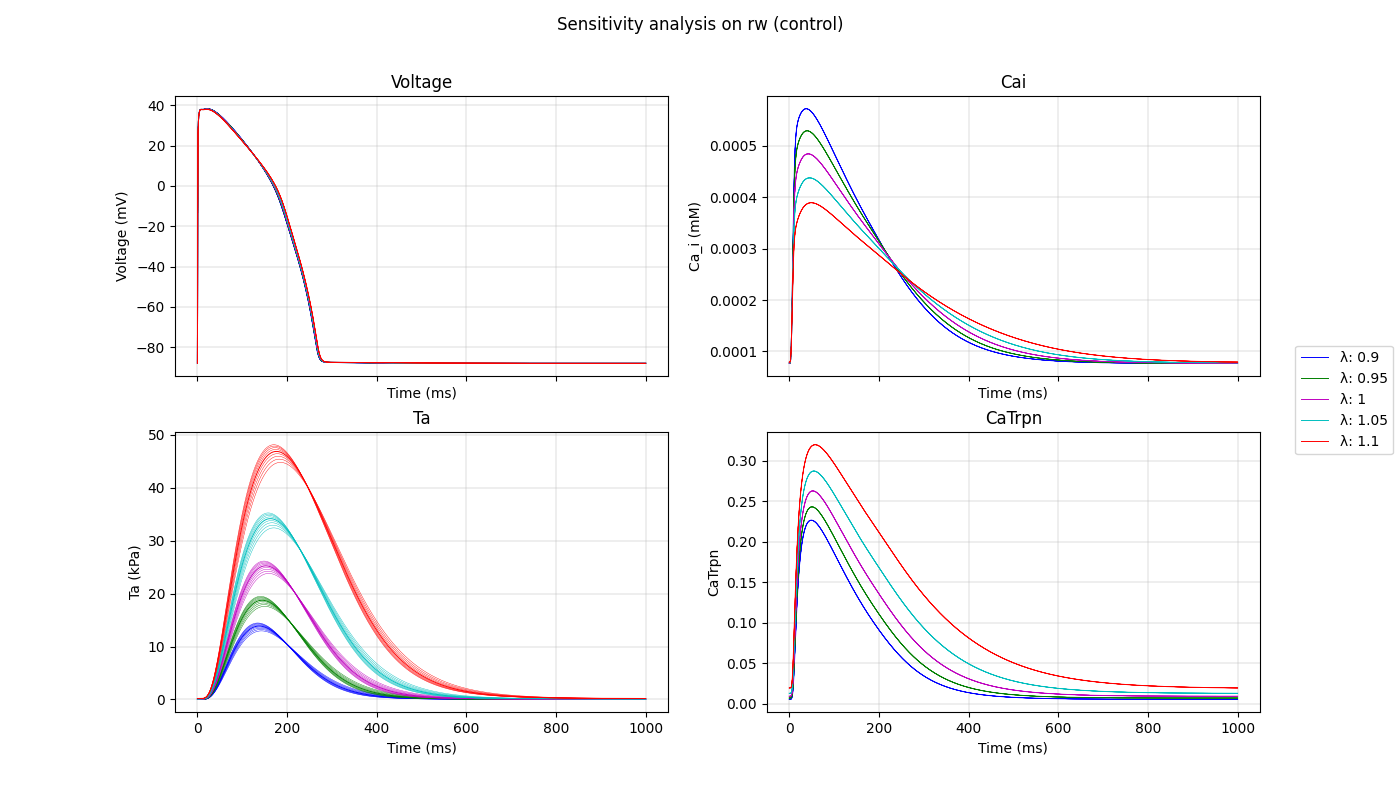 Sensitivity analysis on rw (control)
Voltage
40
20
0
−20
−40
−60
−80
Voltage (mV)
Time (ms)
Cai
0.0005
0.0004
0.0003
0.0002
0.0001
Ca_i (mM)
Time (ms)
Ta
50
40
30
20
10
0
Ta (kPa)
0 200 400 600 800 1000
Time (ms)
CaTrpn
0.30
0.25
0.20
0.15
0.10
0.05
0.00
CaTrpn
0 200 400 600 800 1000
Time (ms)
λ: 0.9
λ: 0.95
λ: 1
λ: 1.05
λ: 1.1